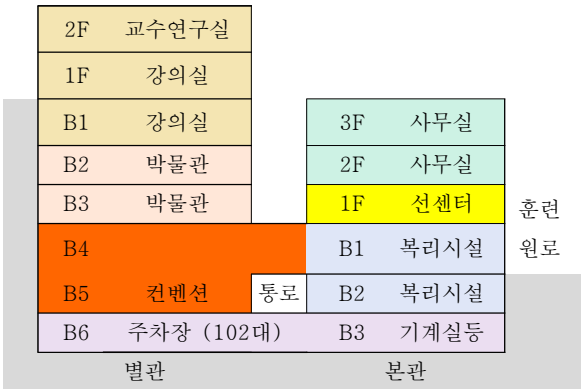 2F 교수연구실
1F 강의실
B1 강의실 3F 사무실
B2 박물관 2F 사무실
B3 박물관 1F 선센터 훈련
B4 B1 복리시설 원로
B5 컨벤션 통로 B2 복리시설
B6 주차장 (102대) B3 기계실등
별관 본관